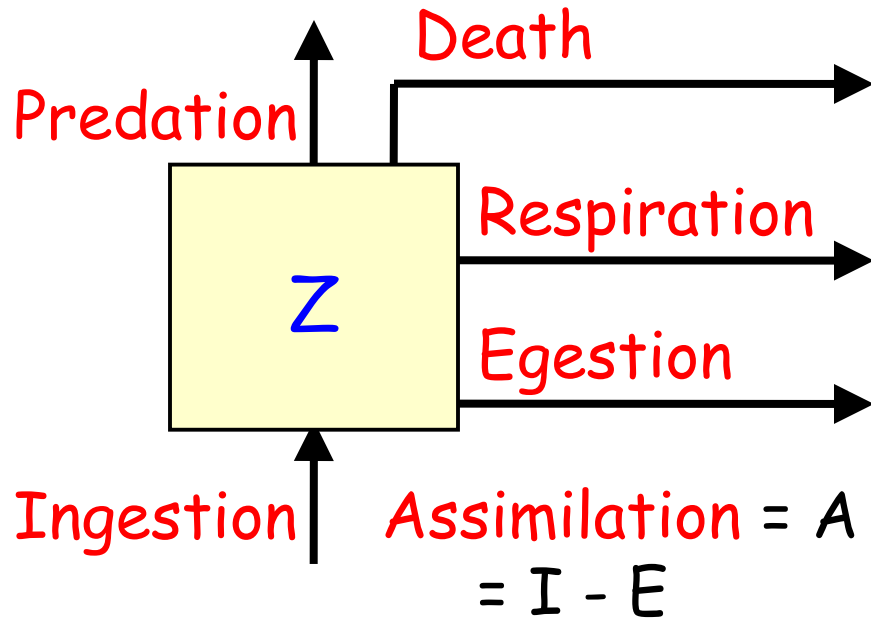 Death
Predation
Respiration
Z
Egestion
Ingestion
Assimilation = A
= I - E